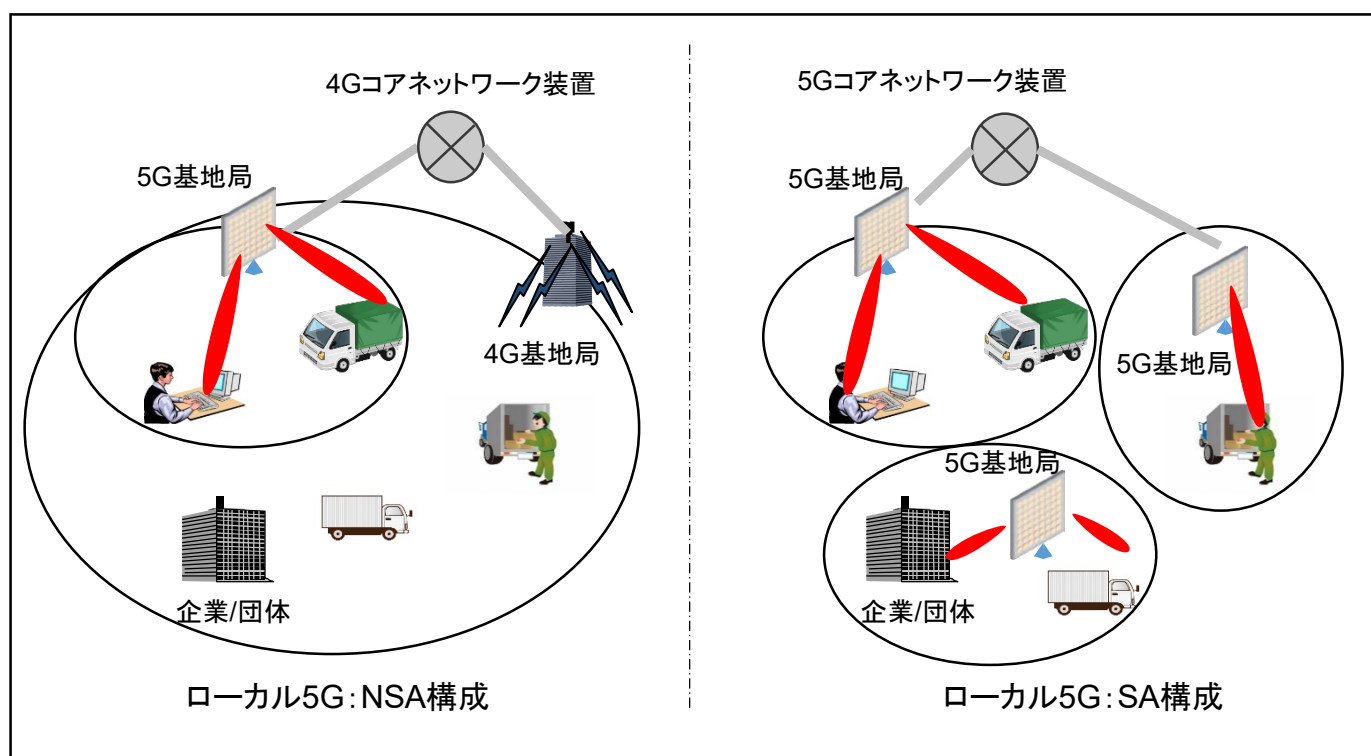 4Gコアネットワーク装置
5G基地局
4G基地局
企業/団体
ローカル5G:NSA構成
5Gコアネットワーク装置
5G基地局
5G基地局
5G基地局
企業/団体
ローカル5G:SA構成